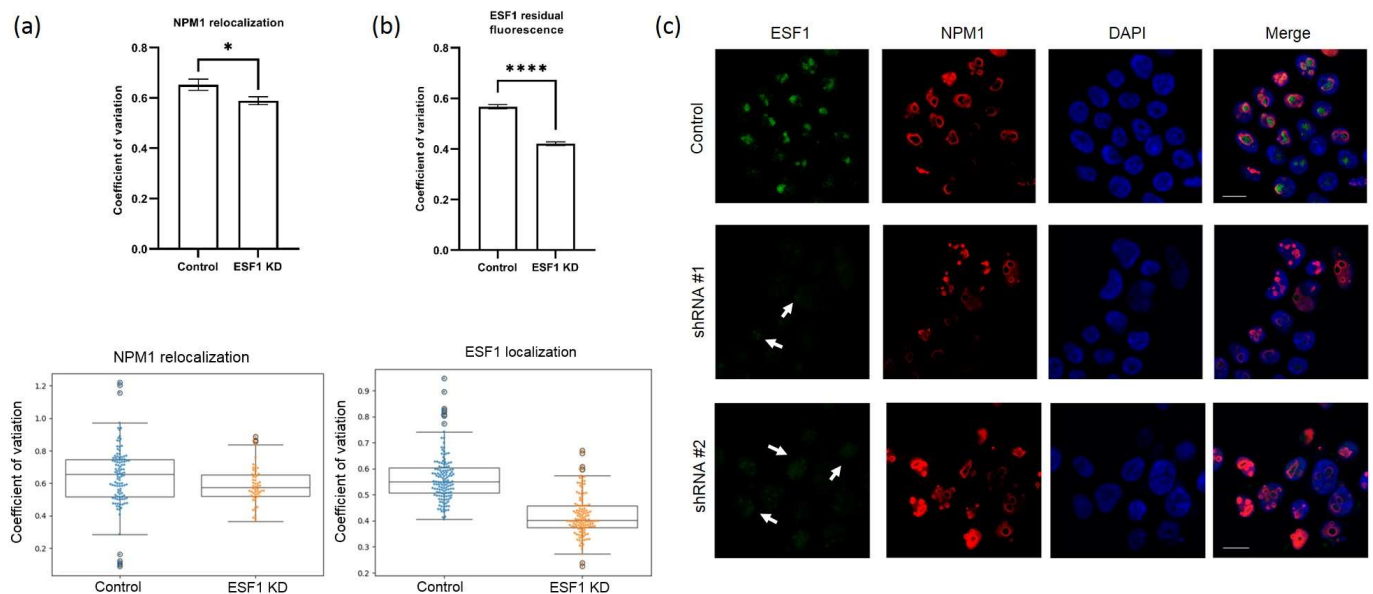 (a)
NPM1 relocalization
Coefficient of variation
0.8
0.6
0.4
0.2
0.0
*
Control
ESF1 KD
(b)
ESF1 residual
fluorescence
Coefficient of variation
0.8
0.6
0.4
0.2
0.0
****
Control
ESF1 KD
NPM1 relocalization
Coefficient of vatiation
1.2
1.0
0.8
0.6
0.4
0.2
Control
ESF1 KD
ESF1 localization
Coefficient of vatiation
0.9
0.8
0.7
0.6
0.5
0.4
0.3
0.2
Control
ESF1 KD
(c)
ESF1
NPM1
DAPI
Merge
Control
shRNA #1
shRNA #2